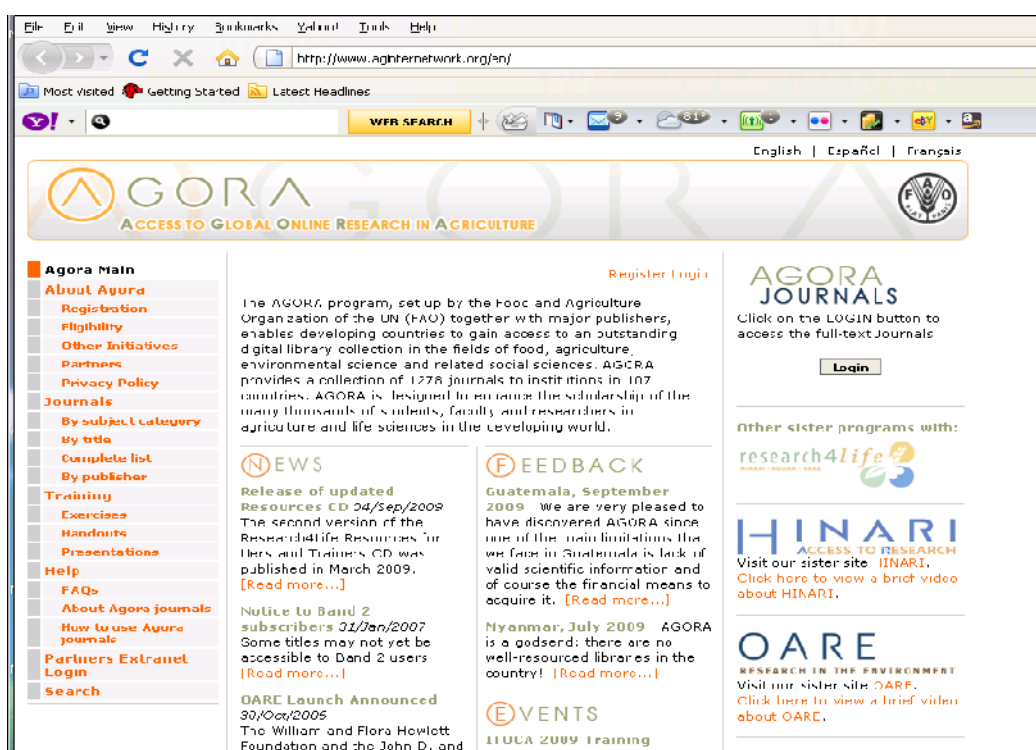 File Edit View History Bookmarks Yahoo! Tools Help
http://www.aginternetwork.org/en/
Most Visited Getting Started Latest Headlines
Y! WEB SEARCH 9 81° eBY a
English | Español | Français
AGORA
ACCESS TO GLOBAL ONLINE RESEARCH IN AGRICULTURE
FAO
FIAT PANIS
Agora Main
About Agora
Registration
Eligibility
Other Initiatives
Partners
Privacy Policy
Journals
By subject category
By title
Complete list
By publisher
Training
Exercises
Handouts
Presentations
Help
FAQs
About Agora journals
How to use Agora
journals
Partners Extranet
Login
Search
Register Login
The AGORA program, set up by the Food and Agriculture
Organization of the UN (FAO) together with major publishers,
enables developing countries to gain access to an outstanding
digital library collection in the fields of food, agriculture,
environmental science and related social sciences. AGORA
provides a collection of 1278 journals to institutions in 107
countries. AGORA is designed to enhance the scholarship of the
many thousands of students, faculty and researchers in
agriculture and life sciences in the developing world.
NEWS
Release of updated
Resources CD 04/Sep/2009
The second version of the
Research4Life Resources for
Users and Trainers CD was
published in March 2009.
[Read more...]
Notice to Band 2
subscribers 31/Jan/2007
Some titles may not yet be
accessible to Band 2 users
[Read more...]
OARE Launch Announced
30/Oct/2006
The William and Flora Hewlett
Foundation and the John D. and
FEEDBACK
Guatemala, September
2009 We are very pleased to
have discovered AGORA since
one of the main limitations that
we face in Guatemala is lack of
valid scientific information and
of course the financial means to
acquire it. [Read more...]
Myanmar, July 2009 AGORA
is a godsend: there are no
well-resourced libraries in the
country! [Read more...]
EVENTS
ITOCA 2009 Training
AGORA
JOURNALS
Click on the LOGIN button to
access the full-text Journals
Login
Other sister programs with:
research4life
HINARI · AGORA · OARE
HINARI
ACCESS TO RESEARCH
Visit our sister site HINARI.
Click here to view a brief video
about HINARI.
OARE
RESEARCH IN THE ENVIRONMENT
Visit our sister site OARE.
Click here to view a brief video
about OARE.